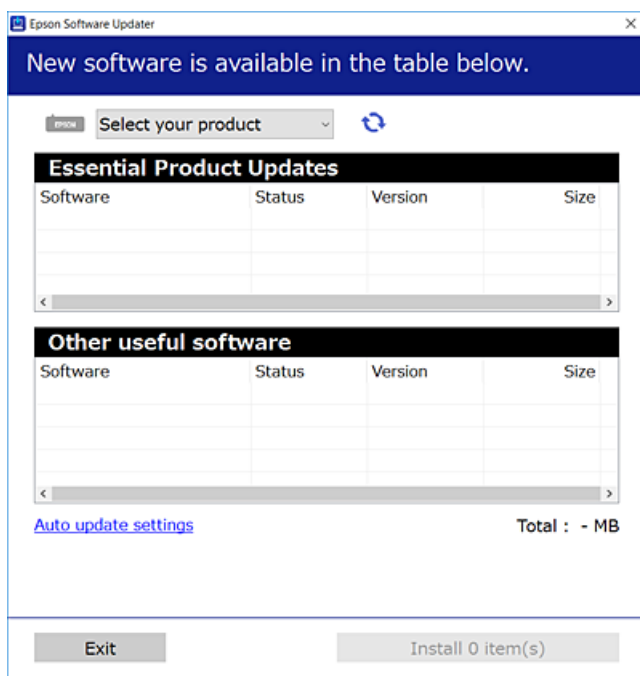 Epson Software Updater
New software is available in the table below.
EPSON Select your product
Essential Product Updates
Software Status Version Size
Other useful software
Software Status Version Size
Auto update settings Total : - MB
Exit Install 0 item(s)